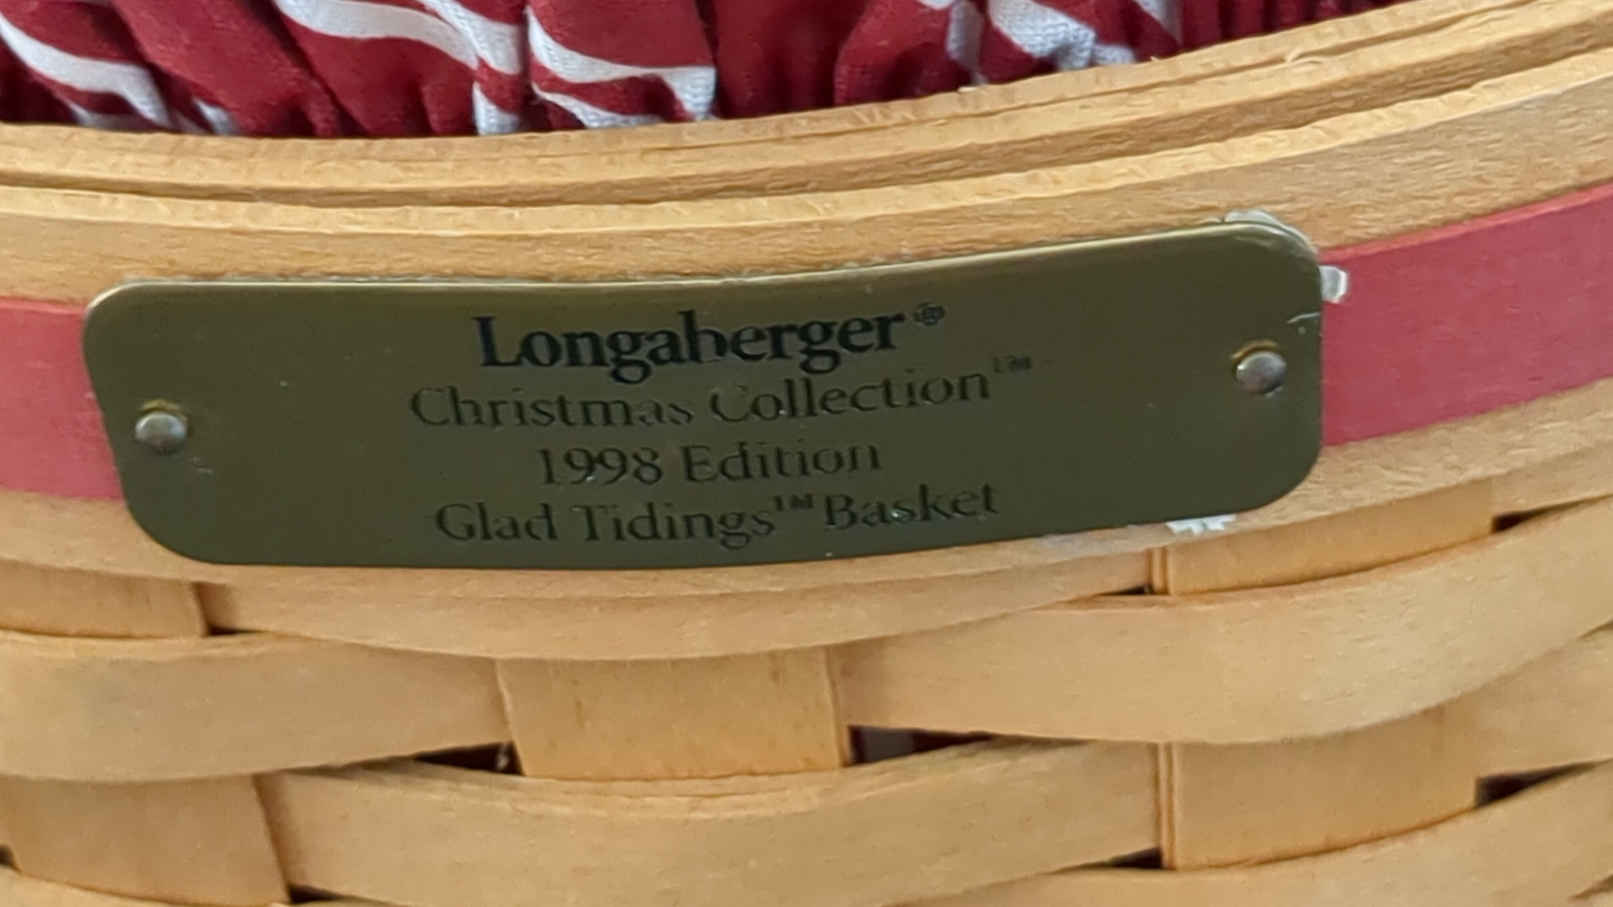 Longaberger®
Christmas Collection™
1998 Edition
Glad Tidings™ Basket